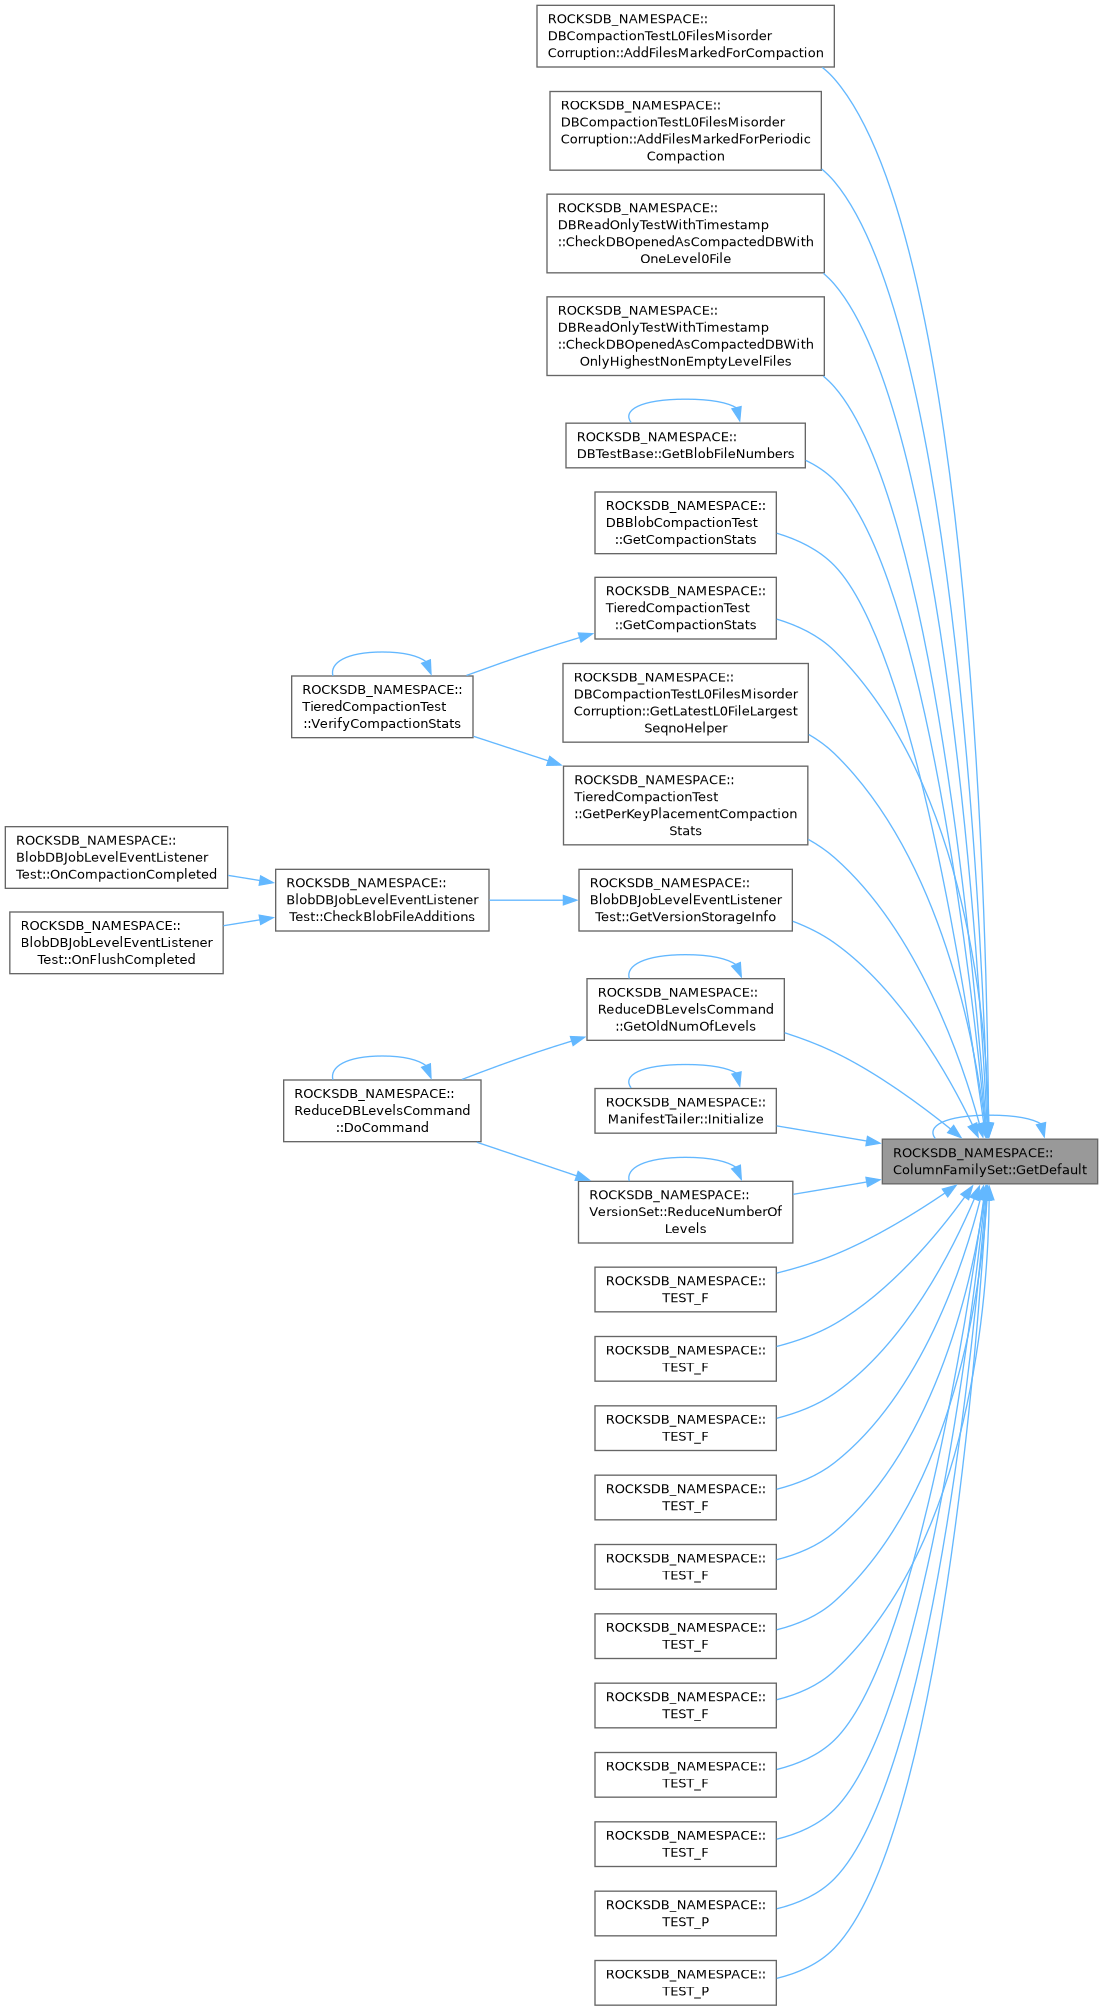 ROCKSDB_NAMESPACE::
DBCompactionTestL0FilesMisorder
Corruption::AddFilesMarkedForCompaction
ROCKSDB_NAMESPACE::
DBCompactionTestL0FilesMisorder
Corruption::AddFilesMarkedForPeriodic
Compaction
ROCKSDB_NAMESPACE::
DBReadOnlyTestWithTimestamp
::CheckDBOpenedAsCompactedDBWith
OneLevel0File
ROCKSDB_NAMESPACE::
DBReadOnlyTestWithTimestamp
::CheckDBOpenedAsCompactedDBWith
OnlyHighestNonEmptyLevelFiles
ROCKSDB_NAMESPACE::
DBTestBase::GetBlobFileNumbers
ROCKSDB_NAMESPACE::
DBBlobCompactionTest
::GetCompactionStats
ROCKSDB_NAMESPACE::
TieredCompactionTest
::GetCompactionStats
ROCKSDB_NAMESPACE::
TieredCompactionTest
::VerifyCompactionStats
ROCKSDB_NAMESPACE::
DBCompactionTestL0FilesMisorder
Corruption::GetLatestL0FileLargest
SeqnoHelper
ROCKSDB_NAMESPACE::
TieredCompactionTest
::GetPerKeyPlacementCompaction
Stats
ROCKSDB_NAMESPACE::
BlobDBJobLevelEventListener
Test::OnCompactionCompleted
ROCKSDB_NAMESPACE::
BlobDBJobLevelEventListener
Test::CheckBlobFileAdditions
ROCKSDB_NAMESPACE::
BlobDBJobLevelEventListener
Test::GetVersionStorageInfo
ROCKSDB_NAMESPACE::
BlobDBJobLevelEventListener
Test::OnFlushCompleted
ROCKSDB_NAMESPACE::
ReduceDBLevelsCommand
::GetOldNumOfLevels
ROCKSDB_NAMESPACE::
ReduceDBLevelsCommand
::DoCommand
ROCKSDB_NAMESPACE::
ManifestTailer::Initialize
ROCKSDB_NAMESPACE::
ColumnFamilySet::GetDefault
ROCKSDB_NAMESPACE::
VersionSet::ReduceNumberOf
Levels
ROCKSDB_NAMESPACE::
TEST_F
ROCKSDB_NAMESPACE::
TEST_F
ROCKSDB_NAMESPACE::
TEST_F
ROCKSDB_NAMESPACE::
TEST_F
ROCKSDB_NAMESPACE::
TEST_F
ROCKSDB_NAMESPACE::
TEST_F
ROCKSDB_NAMESPACE::
TEST_F
ROCKSDB_NAMESPACE::
TEST_F
ROCKSDB_NAMESPACE::
TEST_F
ROCKSDB_NAMESPACE::
TEST_P
ROCKSDB_NAMESPACE::
TEST_P